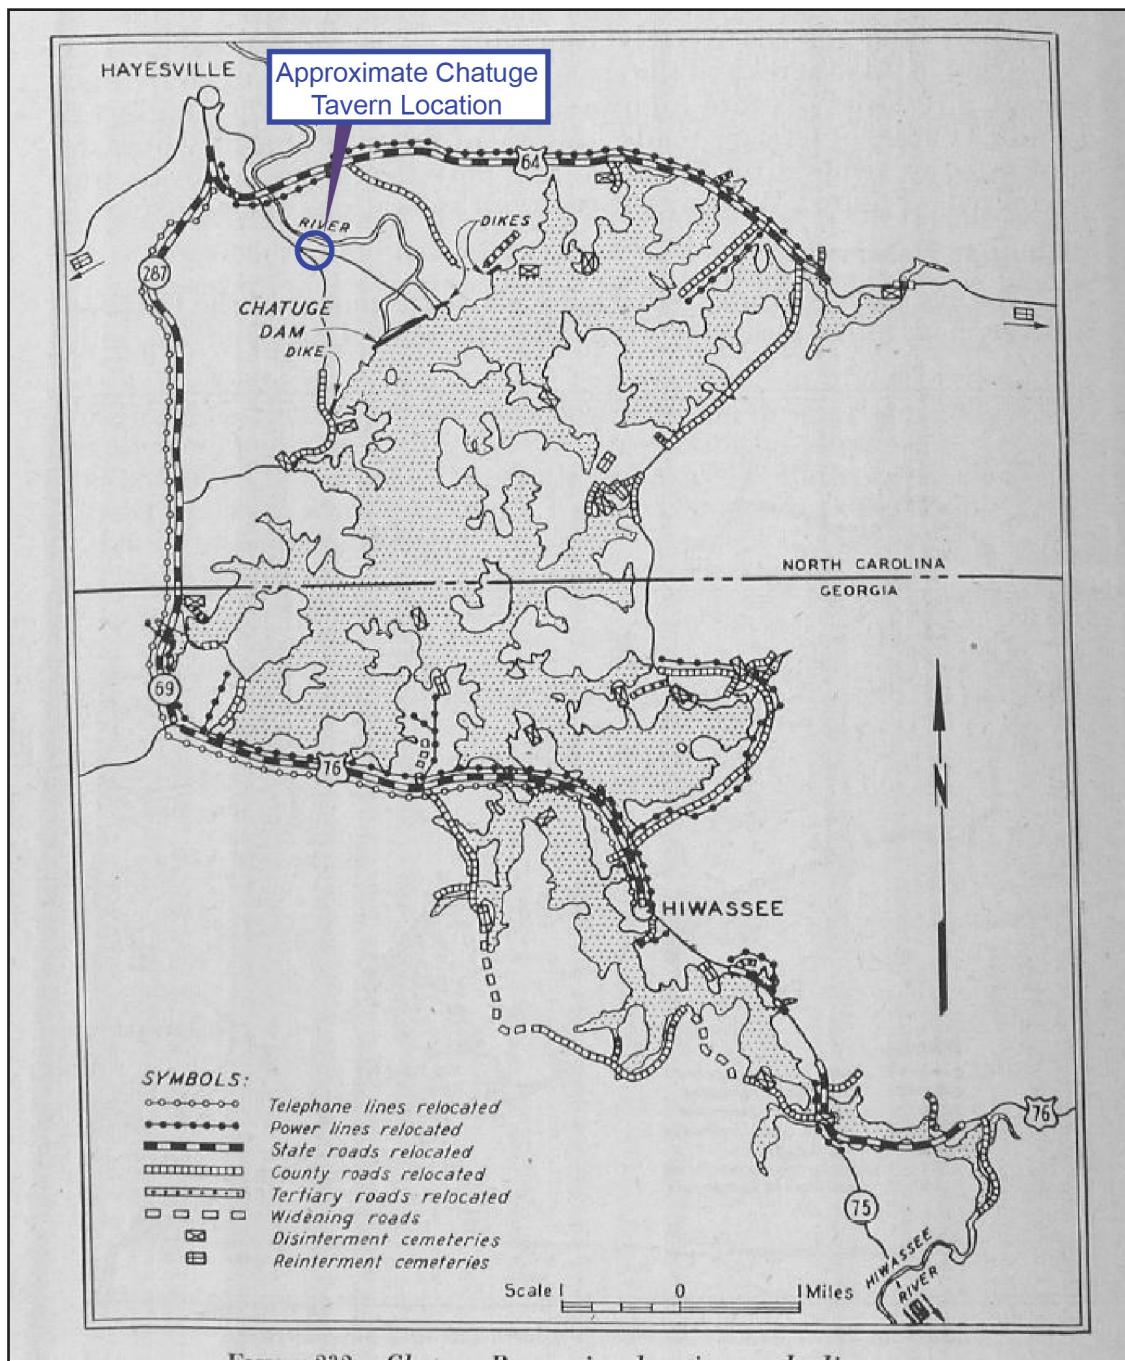 HAYESVILLE
Approximate Chatuge
Tavern Location
64
RIVER
DIKES
287
CHATUGE
DAM
DIKE
NORTH CAROLINA
GEORGIA
69
76
HIWASSEE
N
SYMBOLS:
Telephone lines relocated
Power lines relocated
State roads relocated
County roads relocated
Tertiary roads relocated
Widening roads
Disinterment cemeteries
Reinterment cemeteries
76
75
HIWASSEE
RIVER
Scale 1 0 1 Miles